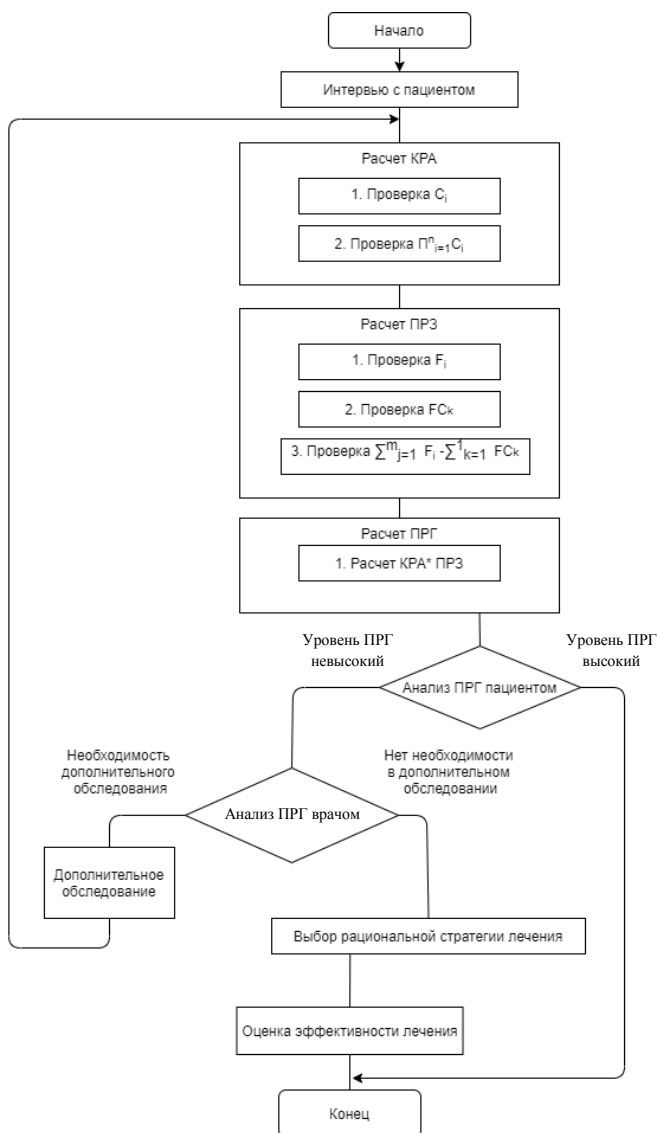 Начало
Интервью с пациентом
Расчет КРА
1. Проверка Cᵢ
2. Проверка Пⁿᵢ₌₁Cᵢ
Расчет ПРЗ
1. Проверка Fᵢ
2. Проверка FCₖ
3. Проверка ∑ᵐⱼ₌₁ Fᵢ -∑¹ₖ₌₁ FCₖ
Расчет ПРГ
1. Расчет КРА* ПРЗ
Уровень ПРГ
невысокий
Уровень ПРГ
высокий
Анализ ПРГ пациентом
Необходимость
дополнительного
обследования
Нет необходимости
в дополнительном
обследовании
Анализ ПРГ врачом
Дополнительное
обследование
Выбор рациональной стратегии лечения
Оценка эффективности лечения
Конец